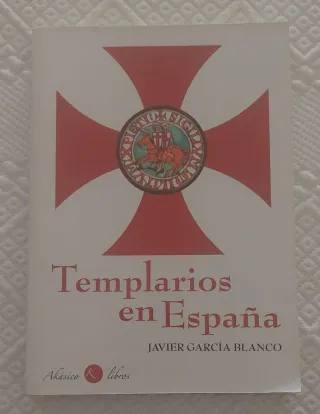 Templarios
en España
JAVIER GARCÍA BLANCO
Akásico & libros